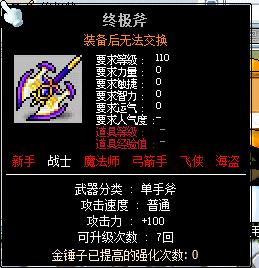 终极斧
装备后无法交换
要求等级： 110
要求力量： 0
要求敏捷： 0
要求智力： 0
要求运气： 0
要求人气度：-
道具等级： -
道具经验值：-
新手 战士 魔法师 弓箭手 飞侠 海盗
武器分类 : 单手斧
攻击速度 : 普通
攻击力 : +100
可升级次数 : 7回
金锤子已提高的强化次数: 0